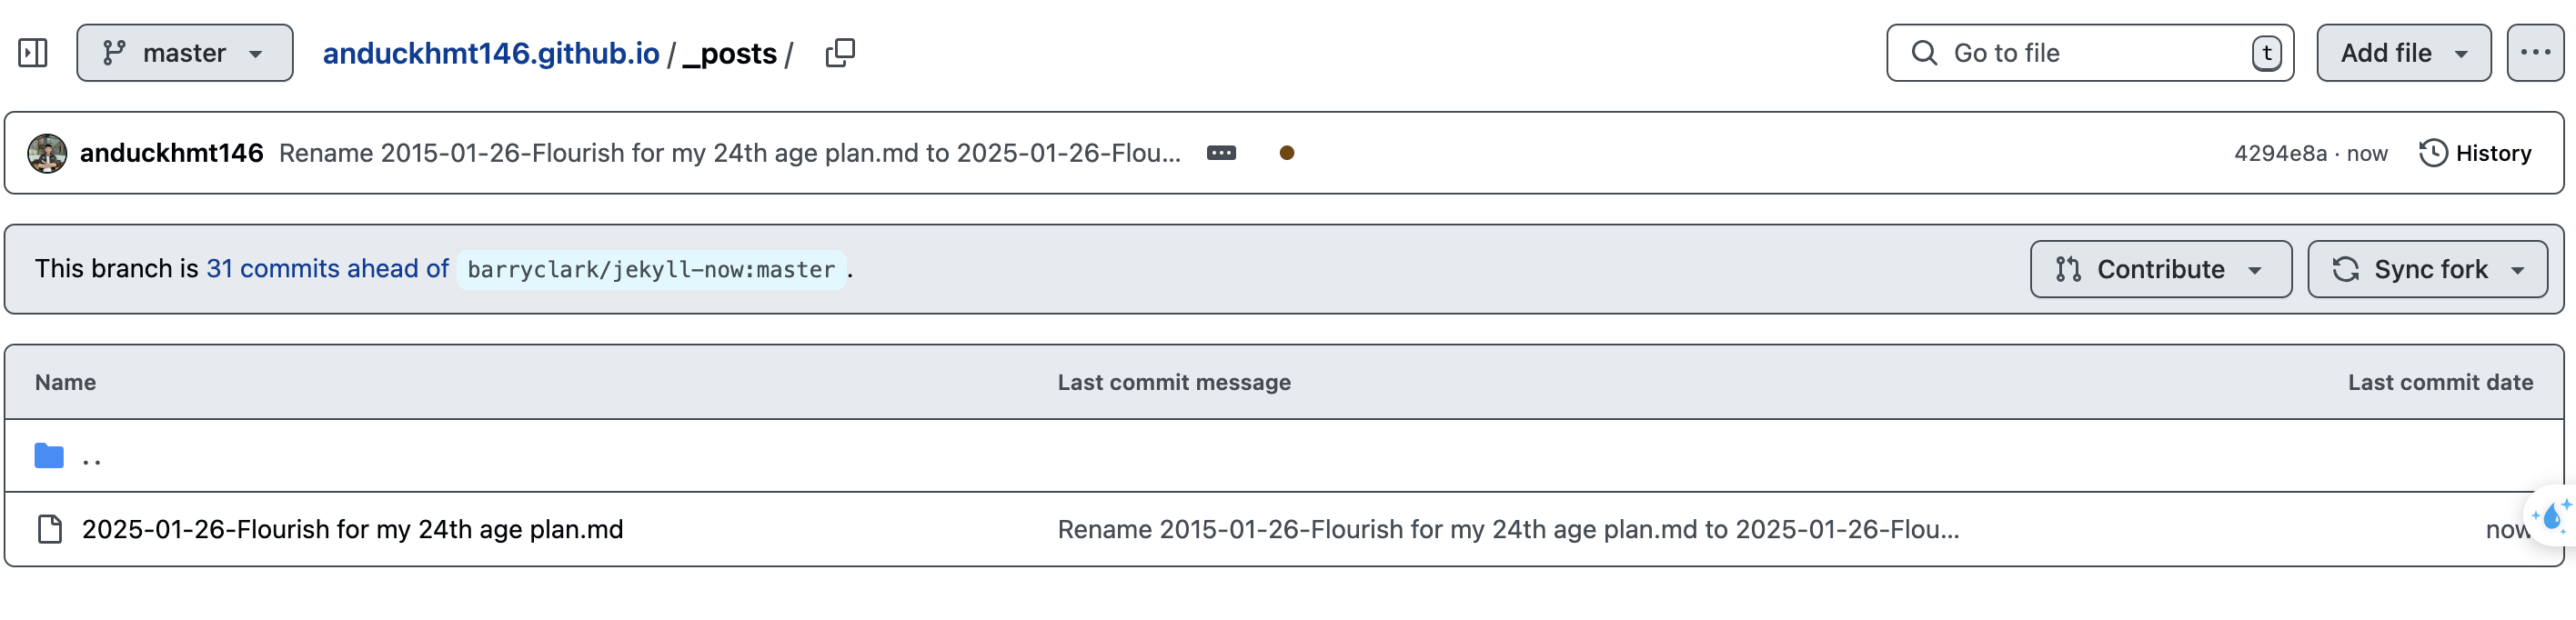 master anduckhmt146.github.io / _posts / Go to file t Add file
anduckhmt146 Rename 2015-01-26-Flourish for my 24th age plan.md to 2025-01-26-Flou... 4294e8a · now History
This branch is 31 commits ahead of barryclark/jekyll-now:master . Contribute Sync fork
Name Last commit message Last commit date
..
2025-01-26-Flourish for my 24th age plan.md Rename 2015-01-26-Flourish for my 24th age plan.md to 2025-01-26-Flou... now